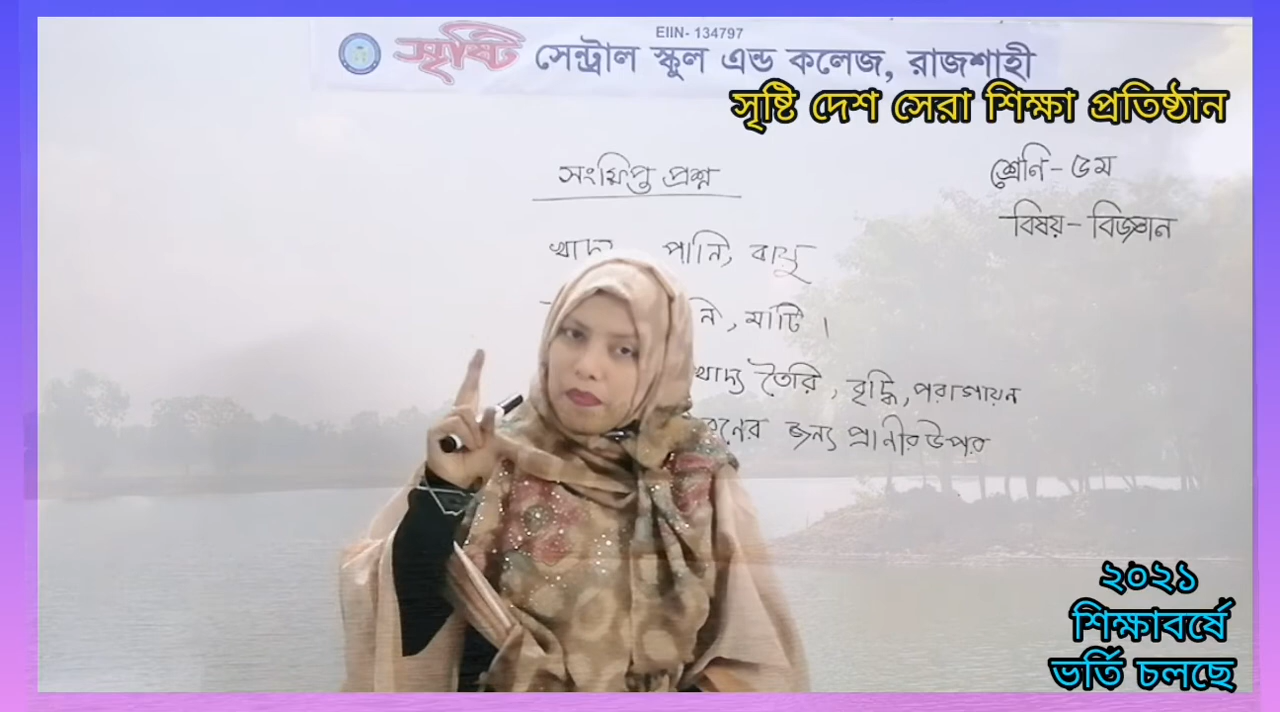 EIIN- 134797
সৃষ্টি সেন্ট্রাল স্কুল এন্ড কলেজ, রাজশাহী
সৃষ্টি দেশ সেরা শিক্ষা প্রতিষ্ঠান
সংক্ষিপ্ত প্রশ্ন
শ্রেণি - ৫ম
বিষয় - বিজ্ঞান
খাদ্য পানি, বায়ু
নি, মাটি ।
খাদ্য তৈরি, বৃদ্ধি, পরাগায়ন
জন্য প্রাণীর উপর
২০২১
শিক্ষাবর্ষে
ভর্তি চলছে